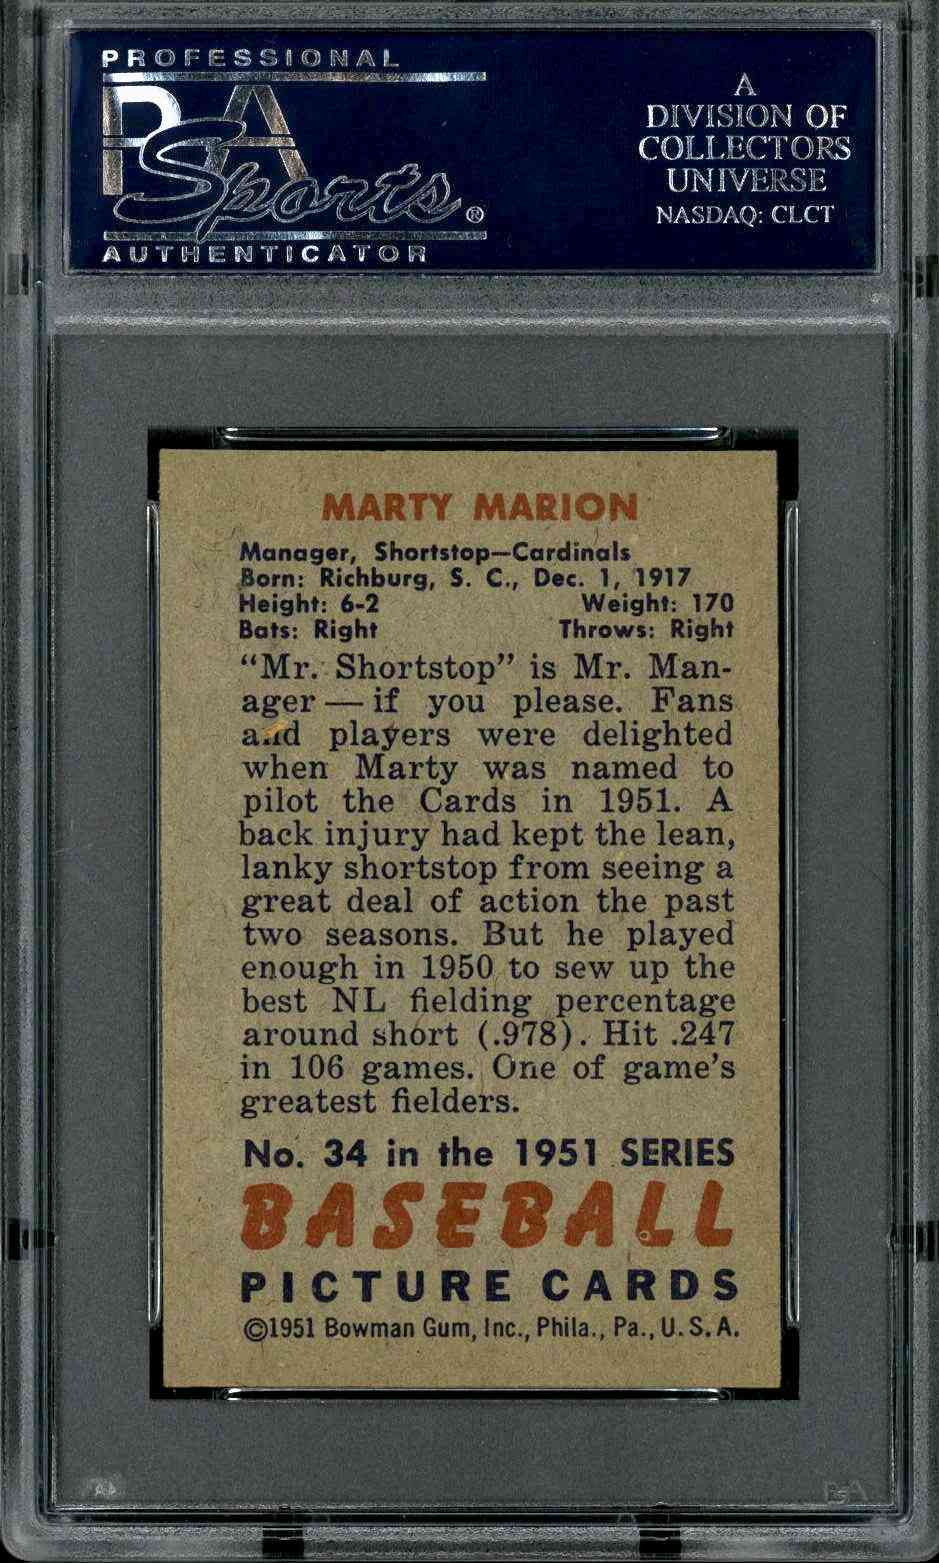 PROFESSIONAL
PSA
Sports®
AUTHENTICATOR
A
DIVISION OF
COLLECTORS
UNIVERSE
NASDAQ: CLCT
MARTY MARION
Manager, Shortstop—Cardinals
Born: Richburg, S. C., Dec. 1, 1917
Height: 6-2 Weight: 170
Bats: Right Throws: Right
“Mr. Shortstop” is Mr. Man-
ager — if you please. Fans
and players were delighted
when Marty was named to
pilot the Cards in 1951. A
back injury had kept the lean,
lanky shortstop from seeing a
great deal of action the past
two seasons. But he played
enough in 1950 to sew up the
best NL fielding percentage
around short (.978). Hit .247
in 106 games. One of game’s
greatest fielders.
No. 34 in the 1951 SERIES
BASEBALL
PICTURE CARDS
©1951 Bowman Gum, Inc., Phila., Pa., U. S. A.
PSA